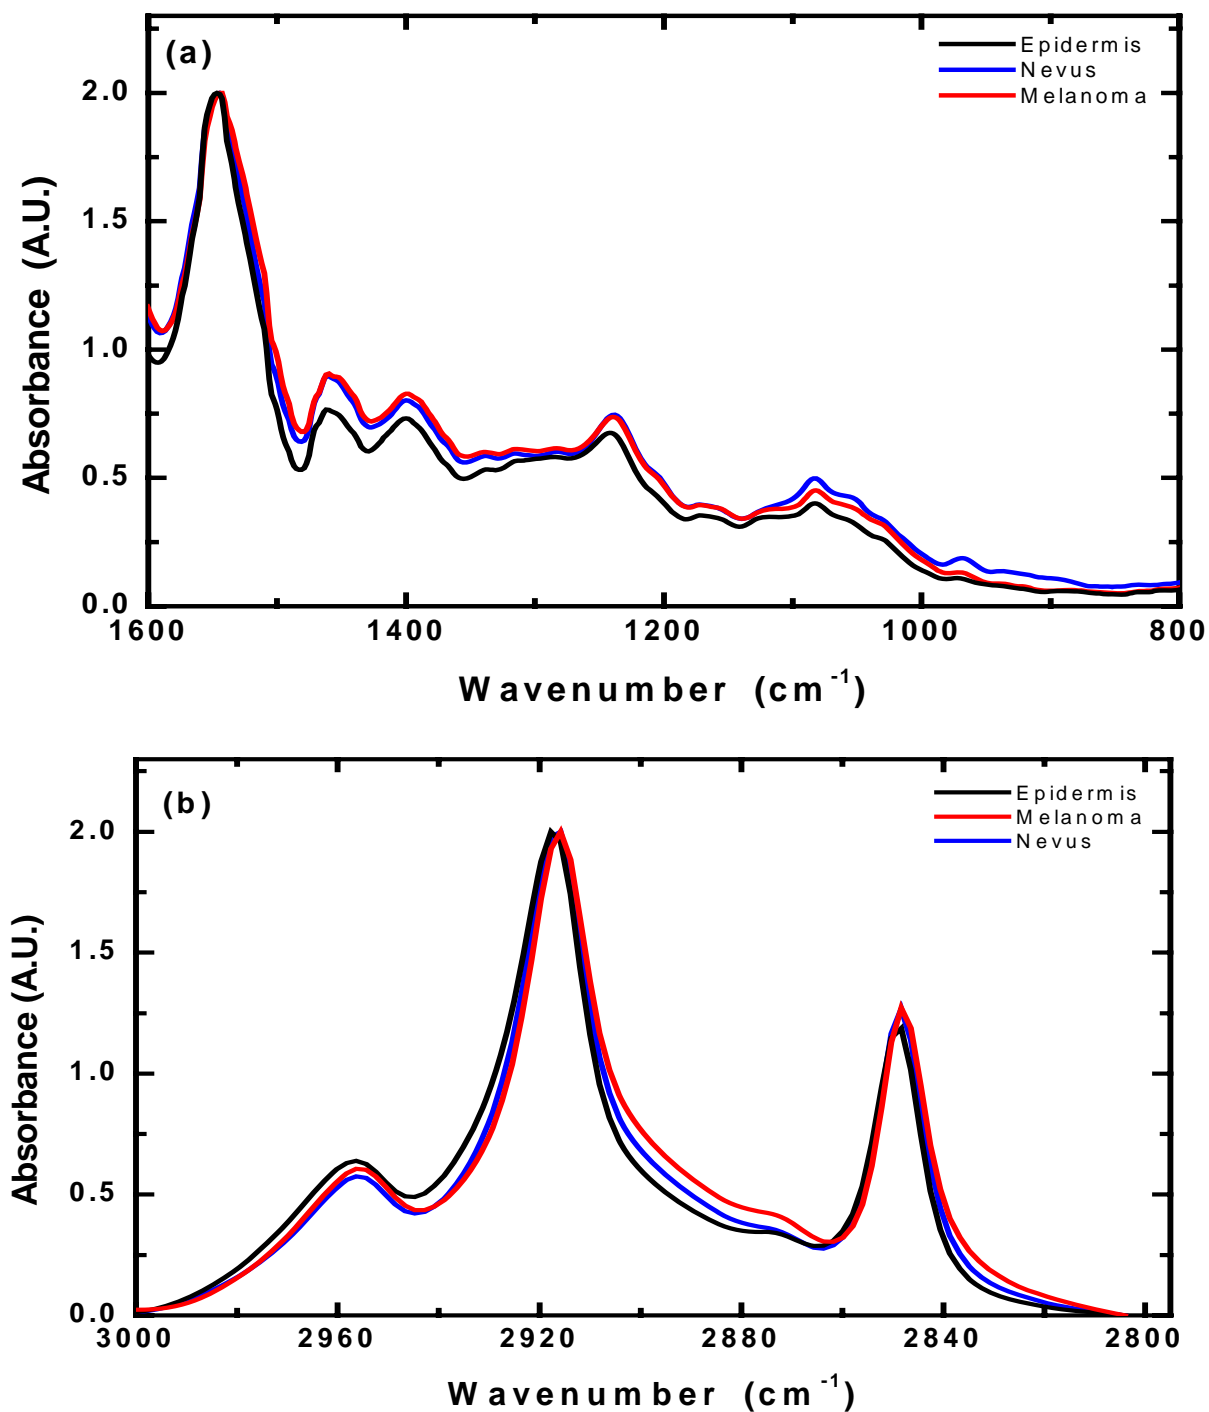 (a)
Epidermis
Nevus
Melanoma
2.0
1.5
1.0
0.5
0.0
Absorbance (A.U.)
1600 1400 1200 1000 800
Wavenumber (cm⁻¹)
(b)
Epidermis
Melanoma
Nevus
2.0
1.5
1.0
0.5
0.0
Absorbance (A.U.)
3000 2960 2920 2880 2840 2800
Wavenumber (cm⁻¹)